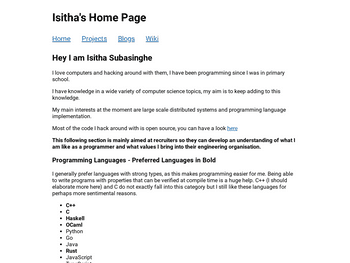 Isitha's Home Page
Home Projects Blogs Wiki
Hey I am Isitha Subasinghe
I love computers and hacking around with them, I have been programming since I was in primary
school.
I have knowledge in a wide variety of computer science topics, my aim is to keep adding to this
knowledge.
My main interests at the moment are large scale distributed systems and programming language
implementation.
Most of the code I hack around with is open source, you can have a look here
This following section is mainly aimed at recruiters so they can develop an understanding of what I
am like as a programmer and what values I bring into their engineering organisation.
Programming Languages - Preferred Languages in Bold
I generally prefer languages with strong types, as this makes programming easier for me. Being able
to write programs with properties that can be verified at compile time is a huge help. C++ (I should
elaborate more here) and C do not exactly fall into this category but I still like these languages for
perhaps more sentimental reasons.
C++
C
Haskell
OCaml
Python
Go
Java
Rust
JavaScript